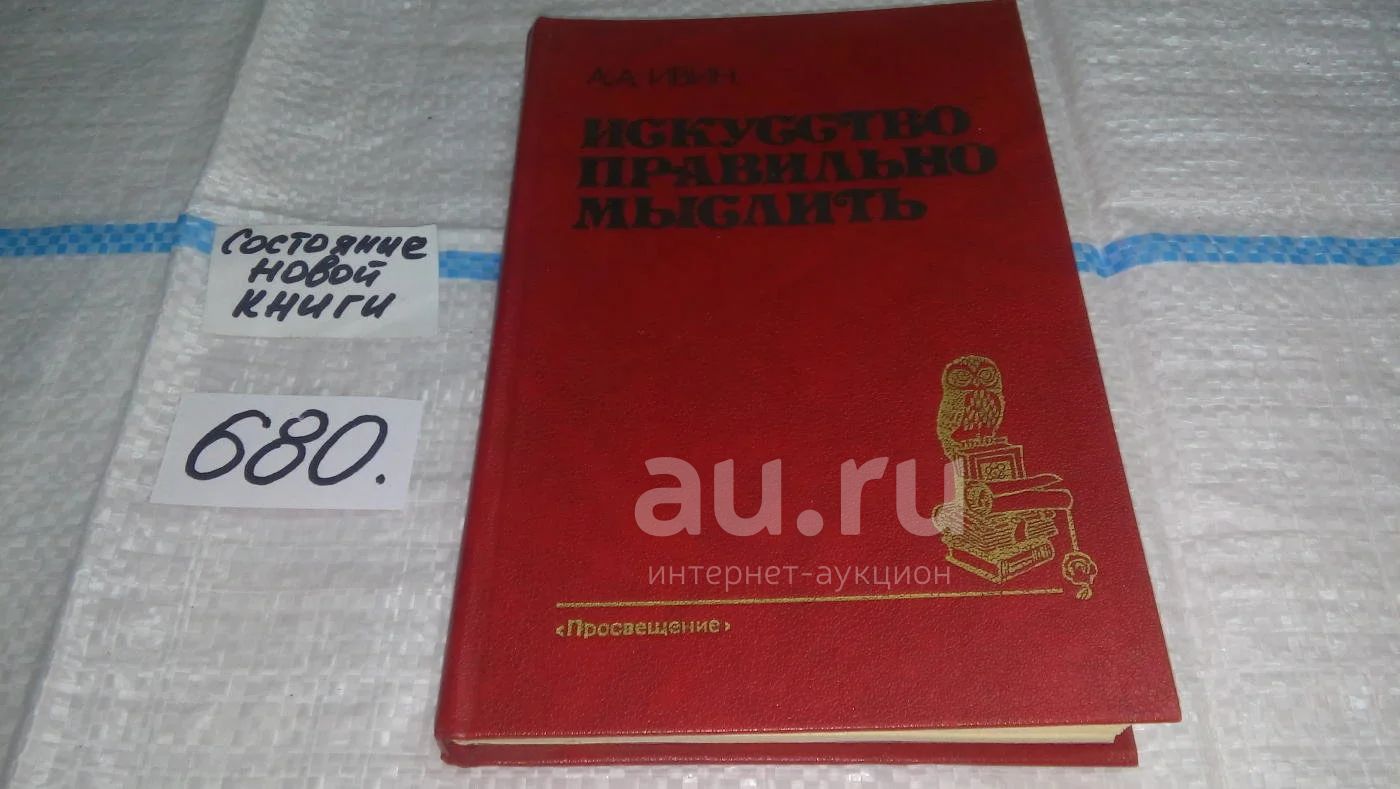 А.А. ИВИН
ИСКУССТВО
ПРАВИЛЬНО
МЫСЛИТЬ
состояние
новой
книги
680.
au.ru
интернет-аукцион
‹Просвещение›